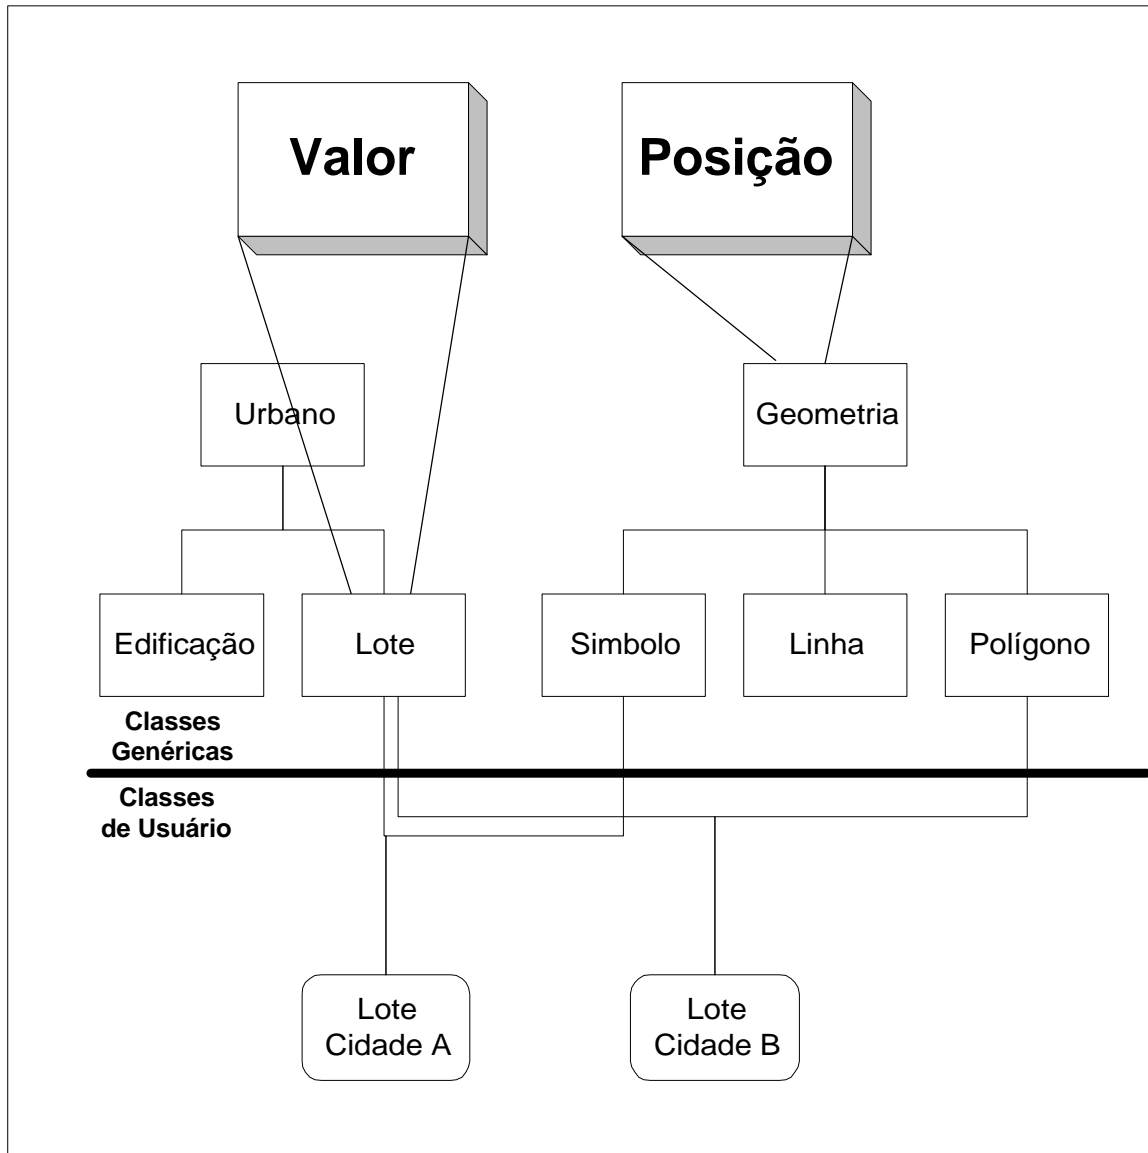 Valor
Posição
Urbano
Geometria
Edificação
Lote
Simbolo
Linha
Polígono
Classes
Genéricas
Classes
de Usuário
Lote
Cidade A
Lote
Cidade B